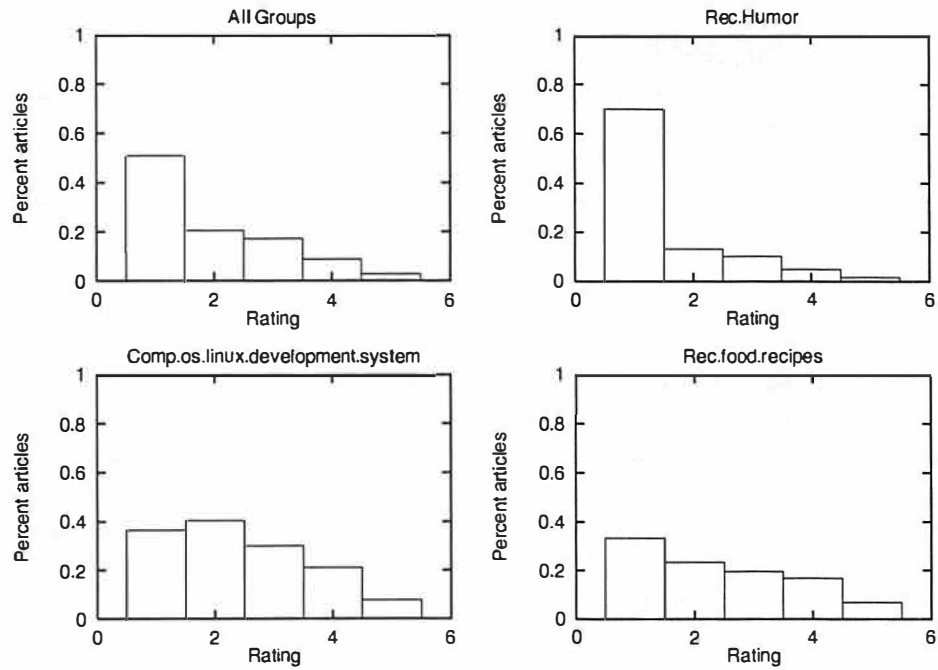 All Groups
1
0.8
0.6
0.4
0.2
0
Percent articles
0 2 4 6
Rating
Rec.Humor
1
0.8
0.6
0.4
0.2
0
Percent articles
0 2 4 6
Rating
Comp.os.linux.development.system
1
0.8
0.6
0.4
0.2
0
Percent articles
0 2 4 6
Rating
Rec.food.recipes
1
0.8
0.6
0.4
0.2
0
Percent articles
0 2 4 6
Rating